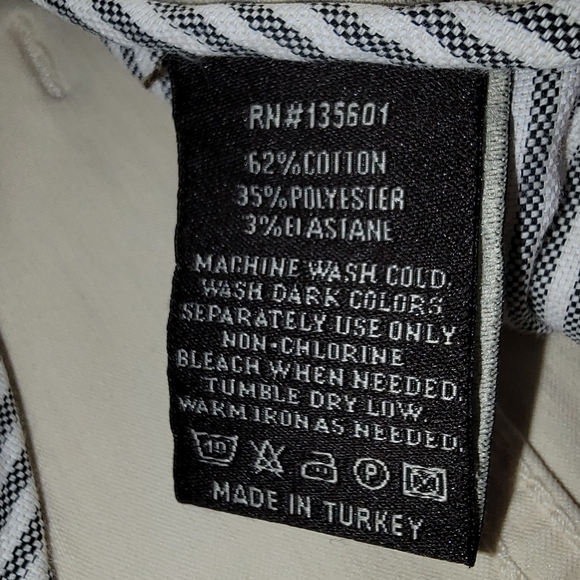 RN#135601
62%COTTON
35%POLYESTER
3%ELASTANE
MACHINE WASH COLD.
WASH DARK COLORS
SEPARATELY USE ONLY
NON-CHLORINE
BLEACH WHEN NEEDED.
TUMBLE DRY LOW.
WARM IRON AS NEEDED.
10 P
MADE IN TURKEY